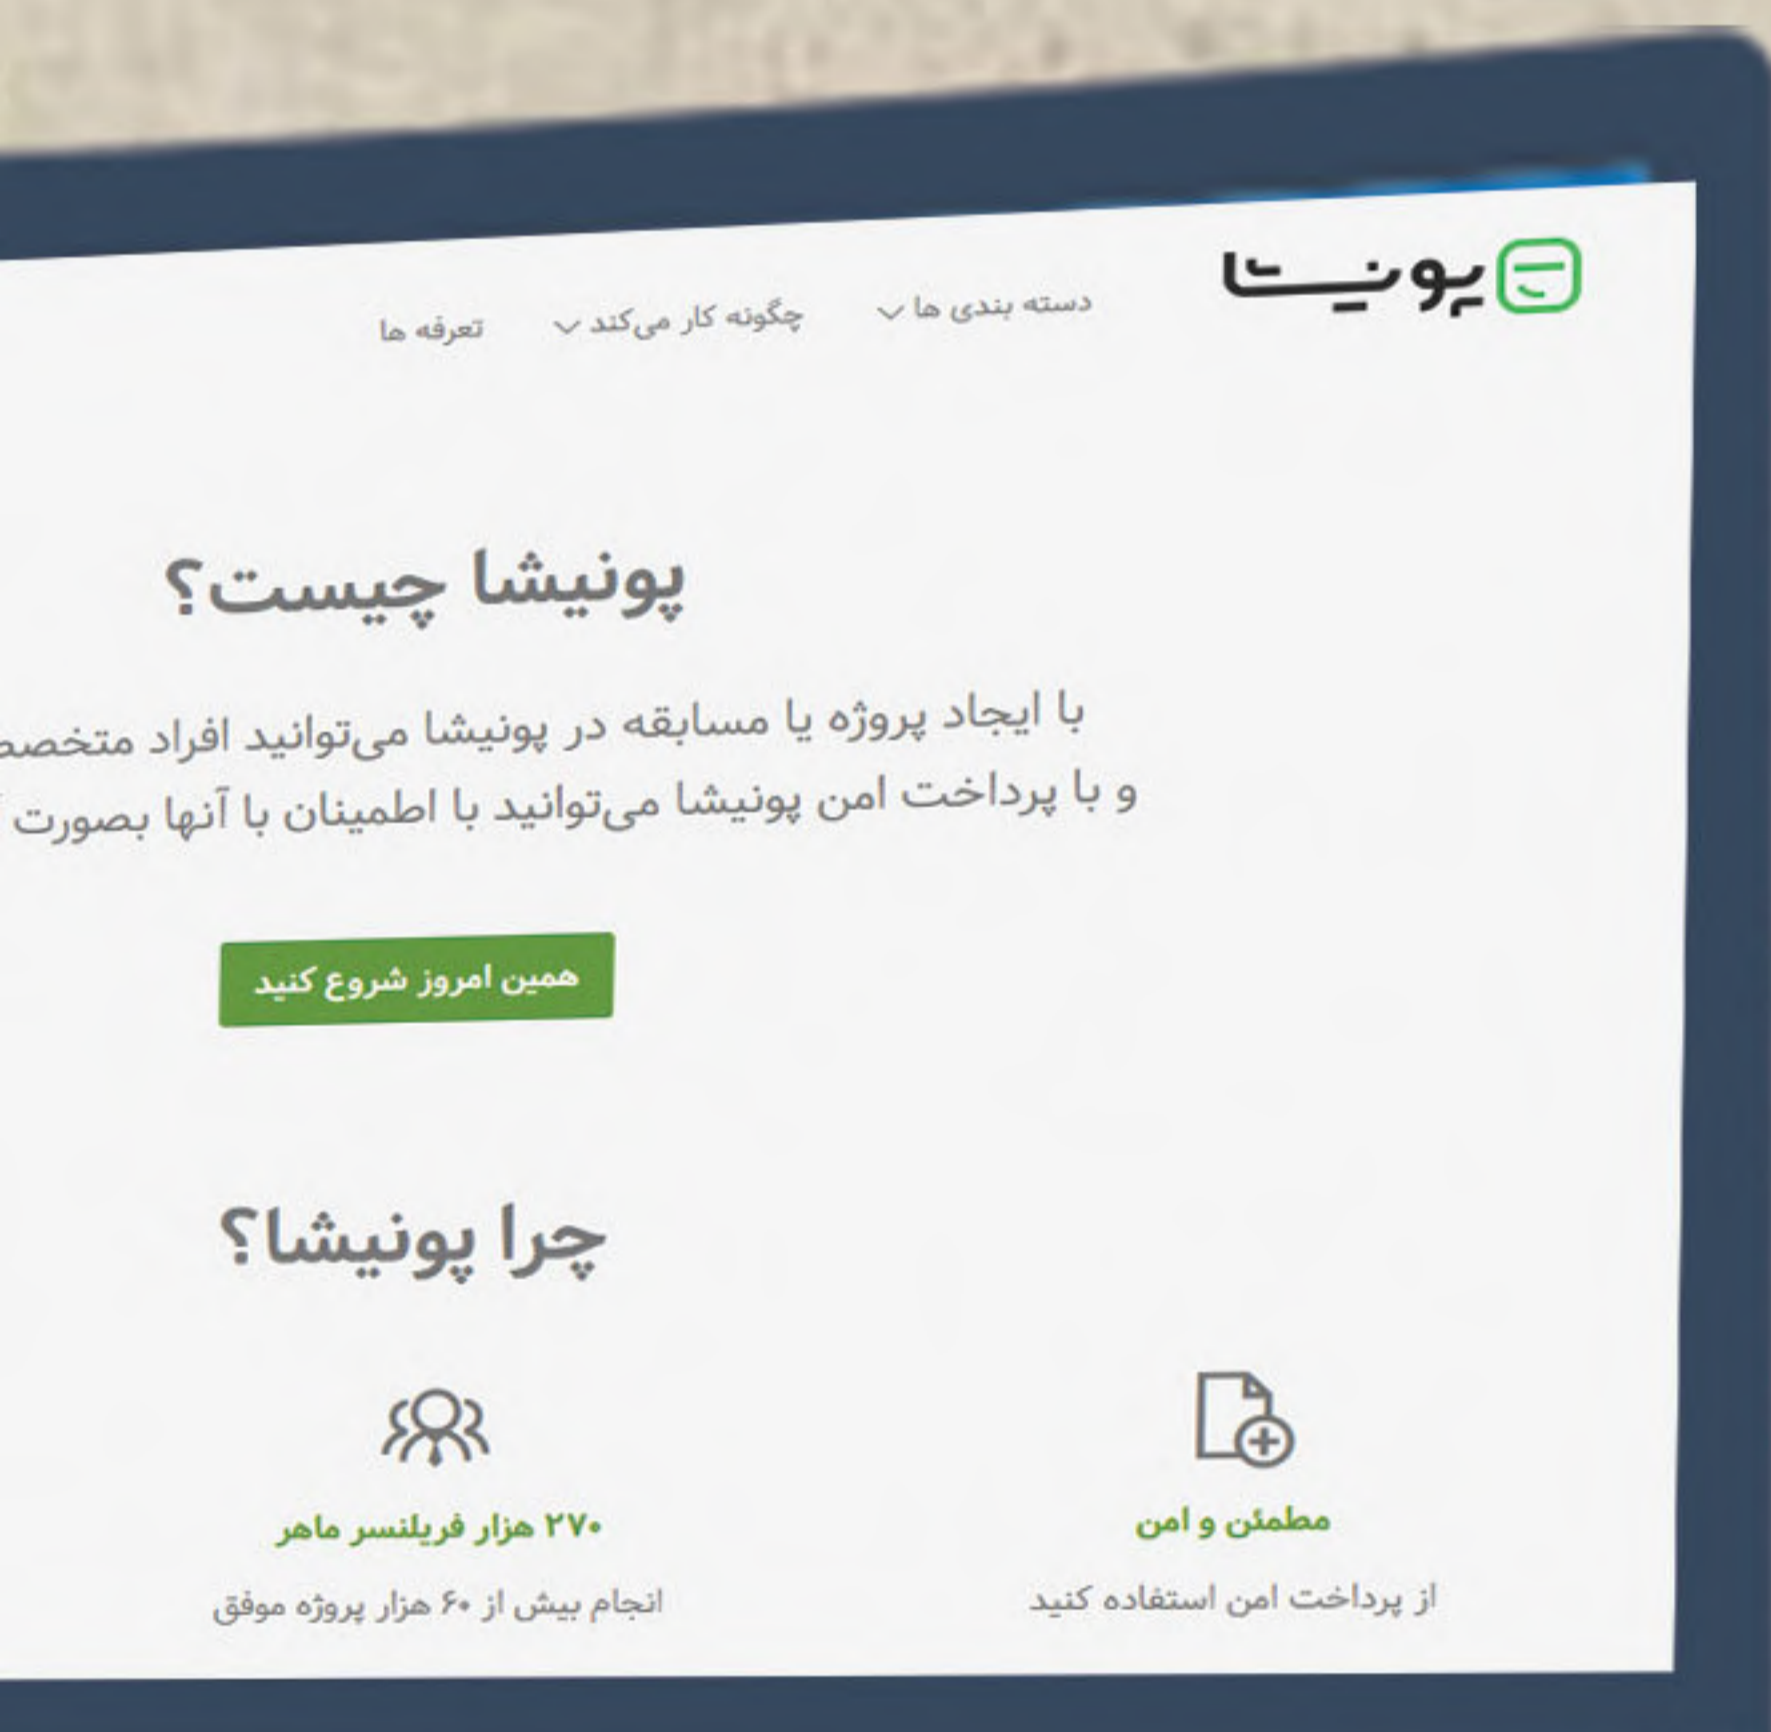 پونیشا
دسته بندی ها
چگونه کار می‌کند
تعرفه ها
پونیشا چیست؟
با ایجاد پروژه یا مسابقه در پونیشا می‌توانید افراد
و با پرداخت امن پونیشا می‌توانید با اطمینان با آنها بصورت
همین امروز شروع کنید
چرا پونیشا؟
مطمئن و امن
از پرداخت امن استفاده کنید
۲۷۰ هزار فریلنسر ماهر
انجام بیش از ۶۰ هزار پروژه موفق